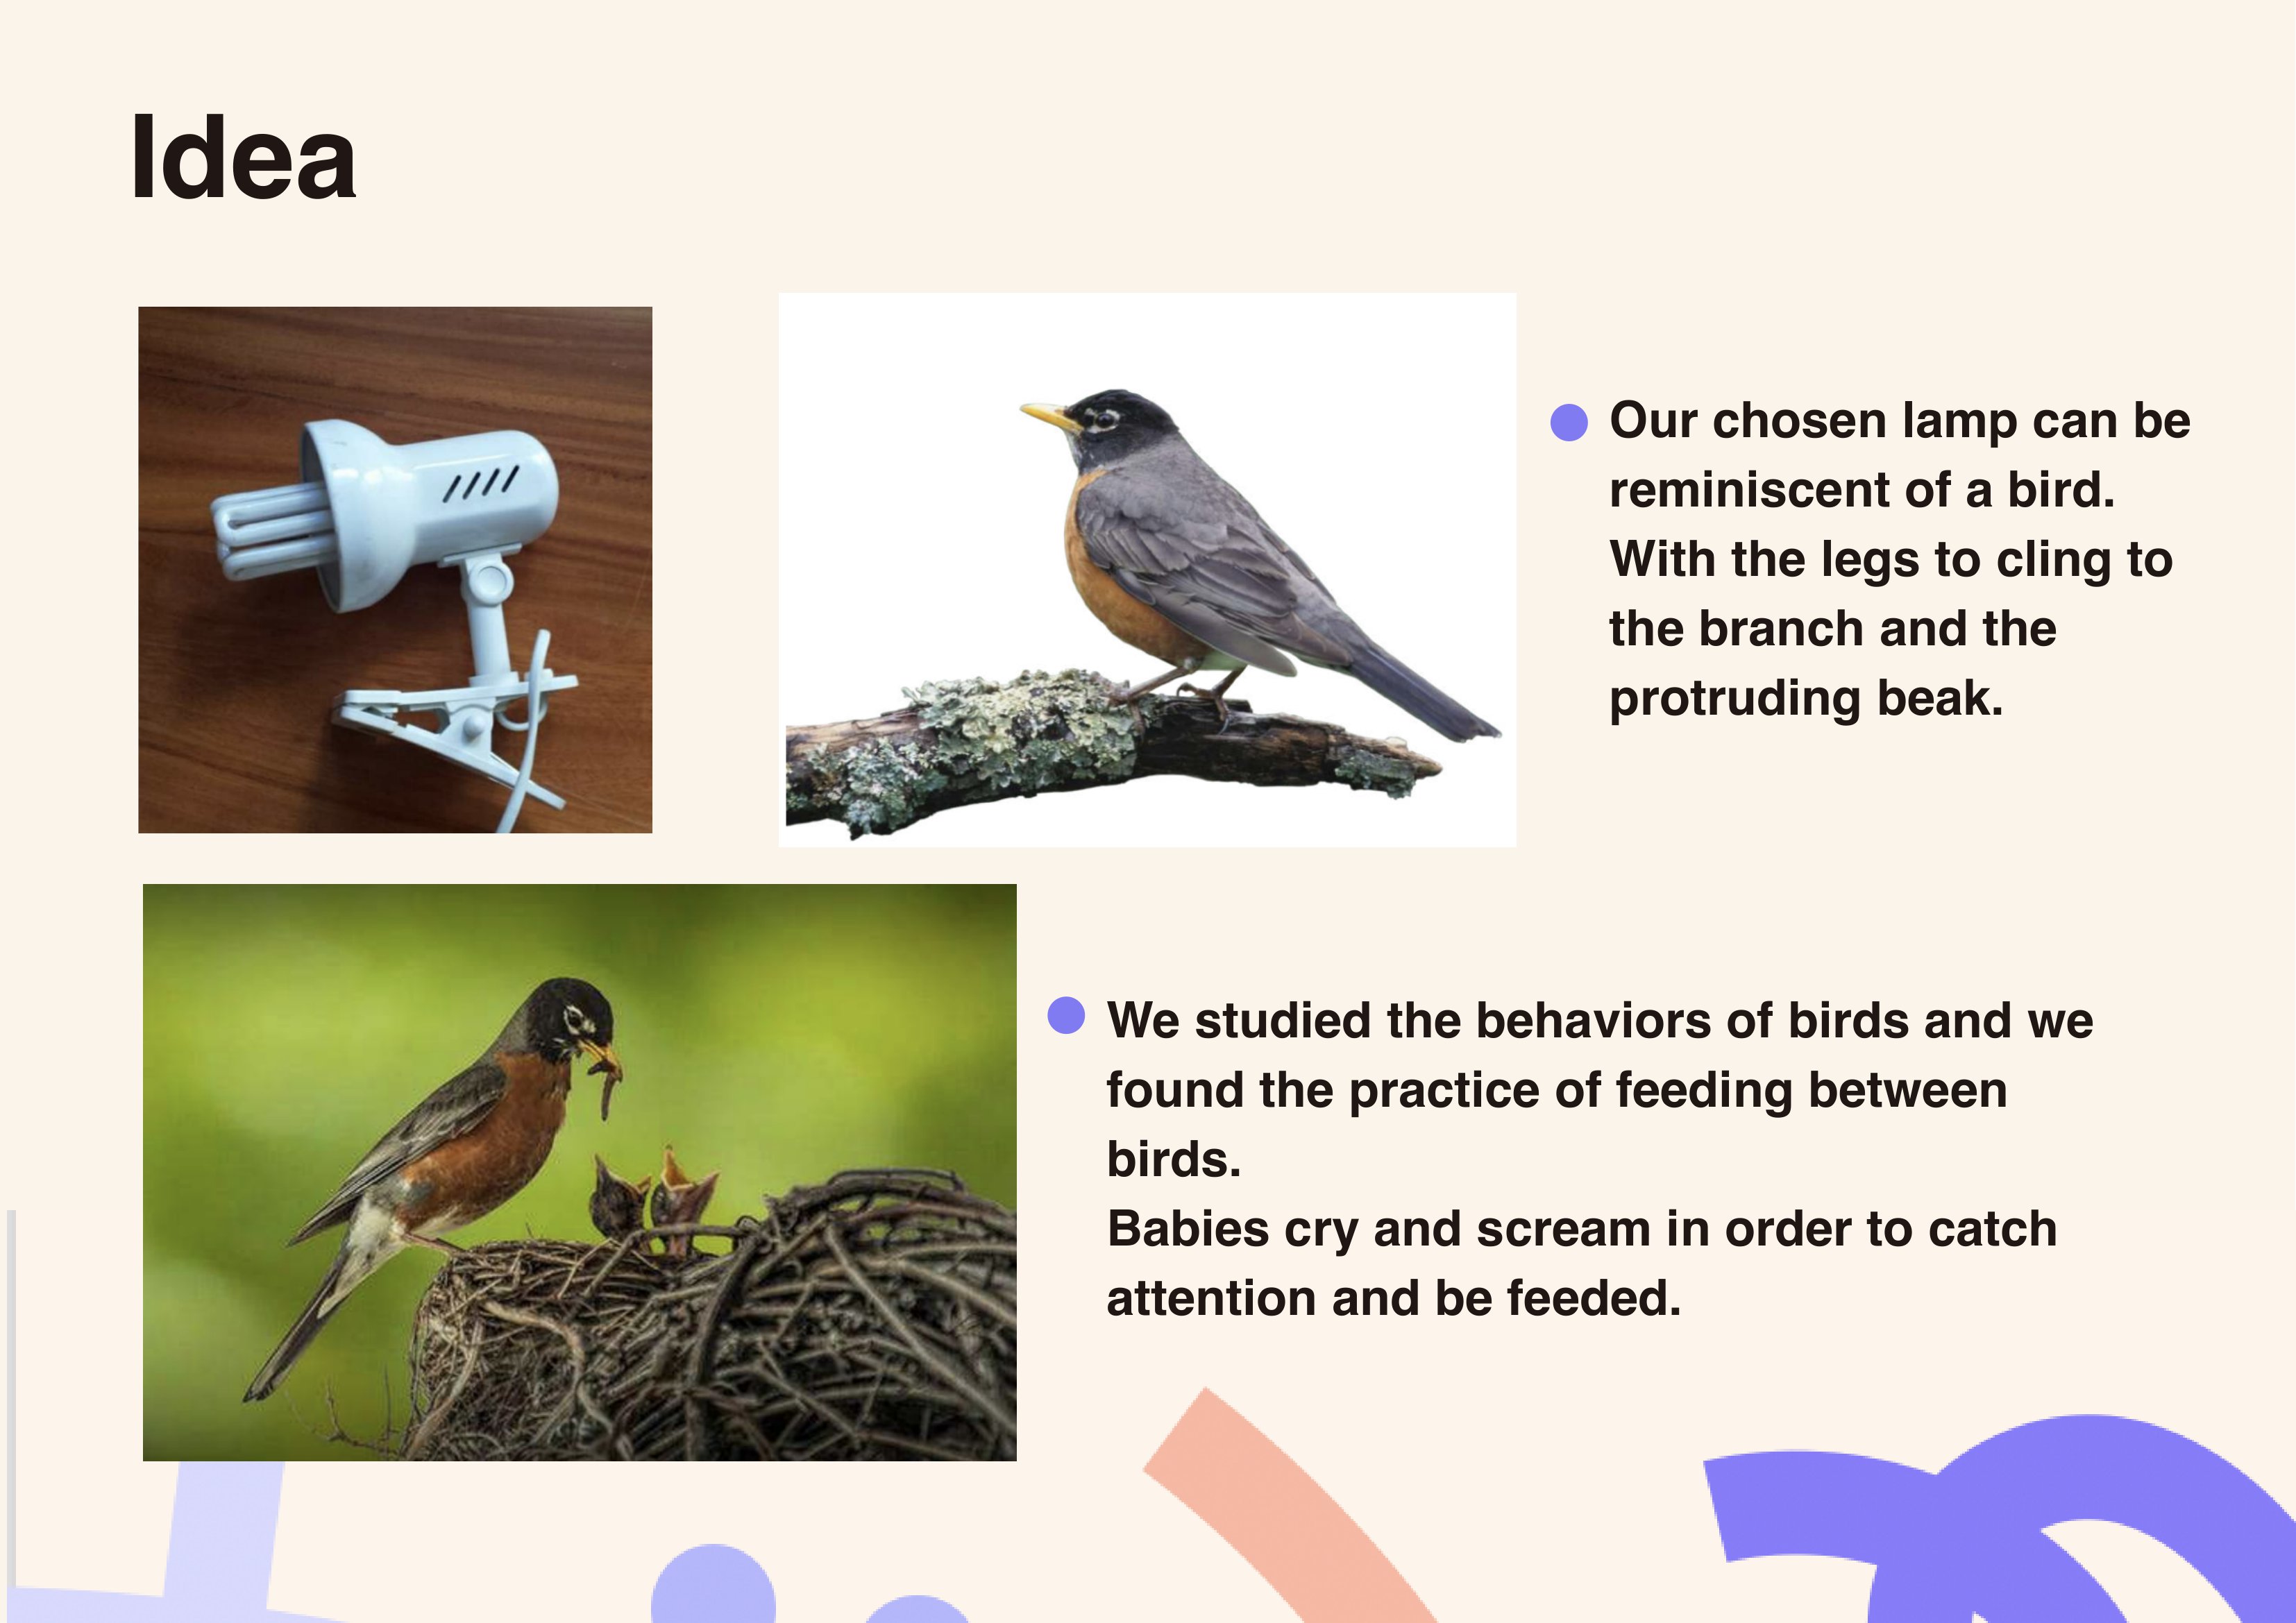 Idea
Our chosen lamp can be
reminiscent of a bird.
With the legs to cling to
the branch and the
protruding beak.
We studied the behaviors of birds and we
found the practice of feeding between
birds.
Babies cry and scream in order to catch
attention and be feeded.